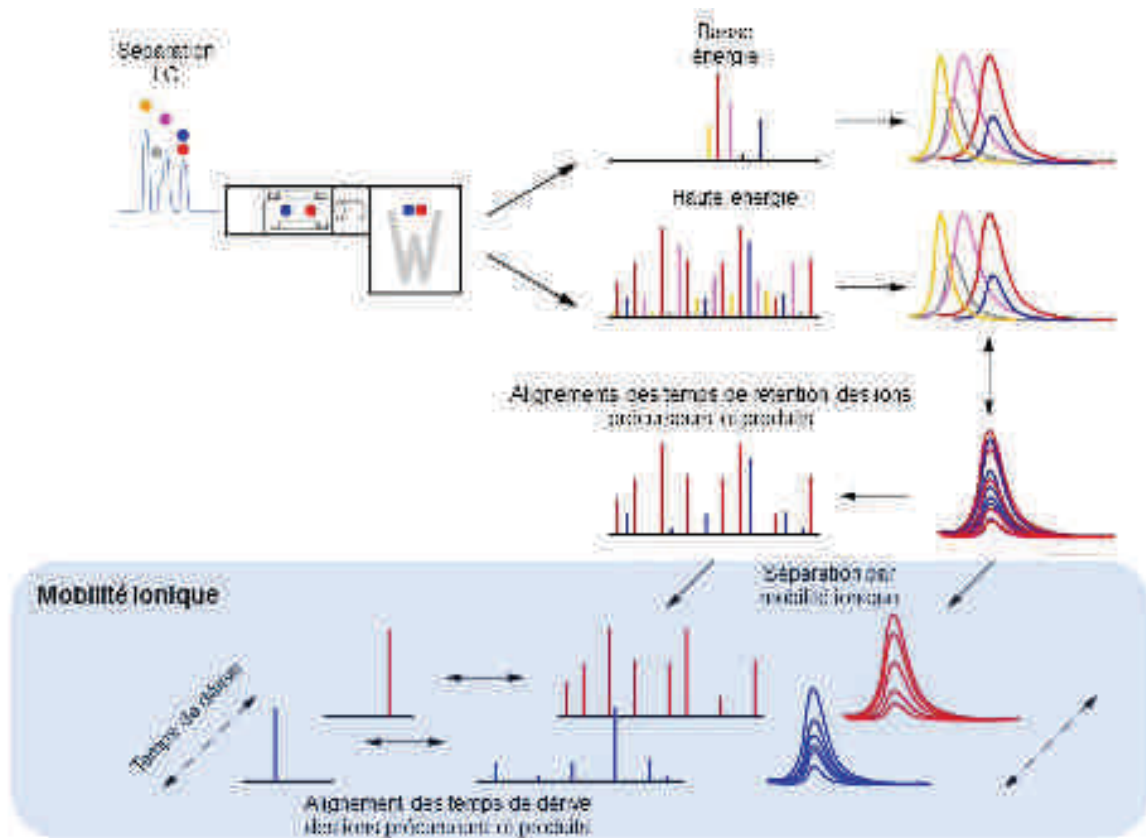 Séparation
LC
Basse
énergie
Haute énergie
Alignements des temps de rétention des ions
précurseurs et produits
Séparation par
mobilité ionique
Mobilité ionique
Temps de dérive
Alignement des temps de dérive
des ions précurseurs et produits